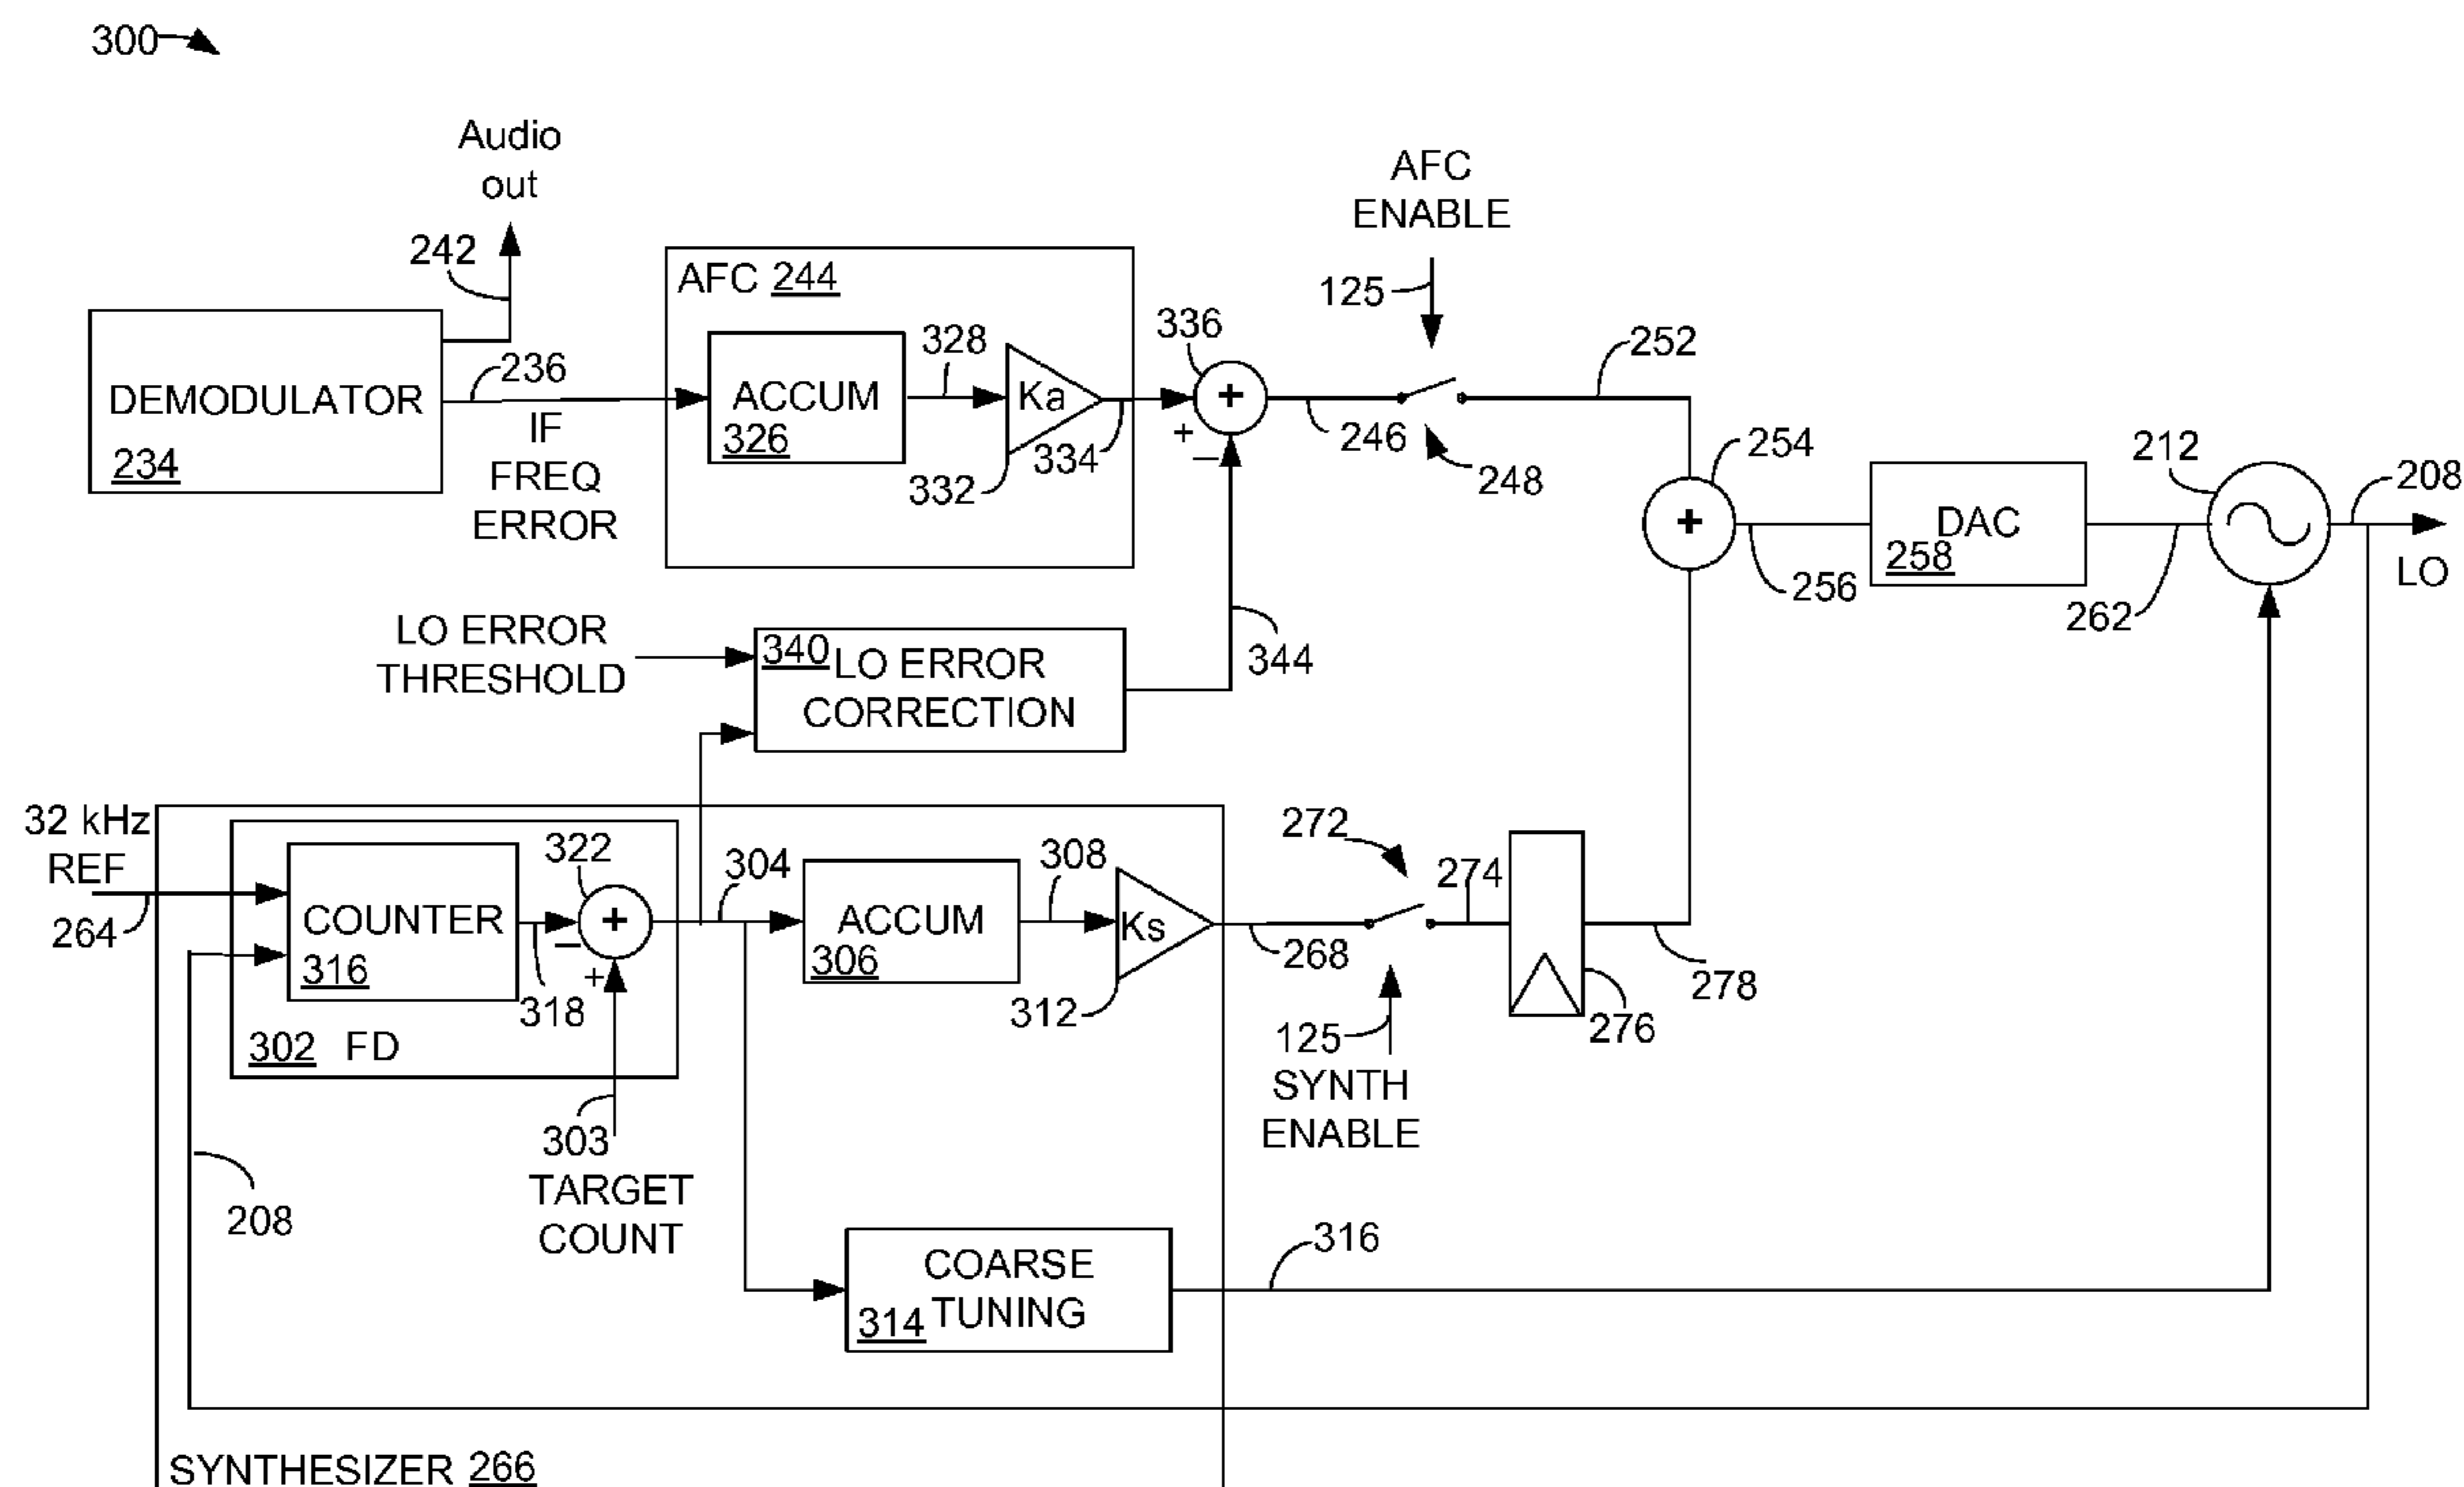 300
Audio
out
242
DEMODULATOR
234
236
IF
FREQ
ERROR
AFC 244
ACCUM
326
328
Ka
332
334
336
+
+
−
AFC
ENABLE
125
246
248
252
254
+
256
DAC
258
262
212
208
LO
LO ERROR
THRESHOLD
340 LO ERROR
CORRECTION
344
32 kHz
REF
264
COUNTER
316
318
322
+
−
+
302 FD
303
TARGET
COUNT
208
304
ACCUM
306
308
Ks
312
268
272
274
125
SYNTH
ENABLE
276
278
COARSE
TUNING
314
316
SYNTHESIZER 266